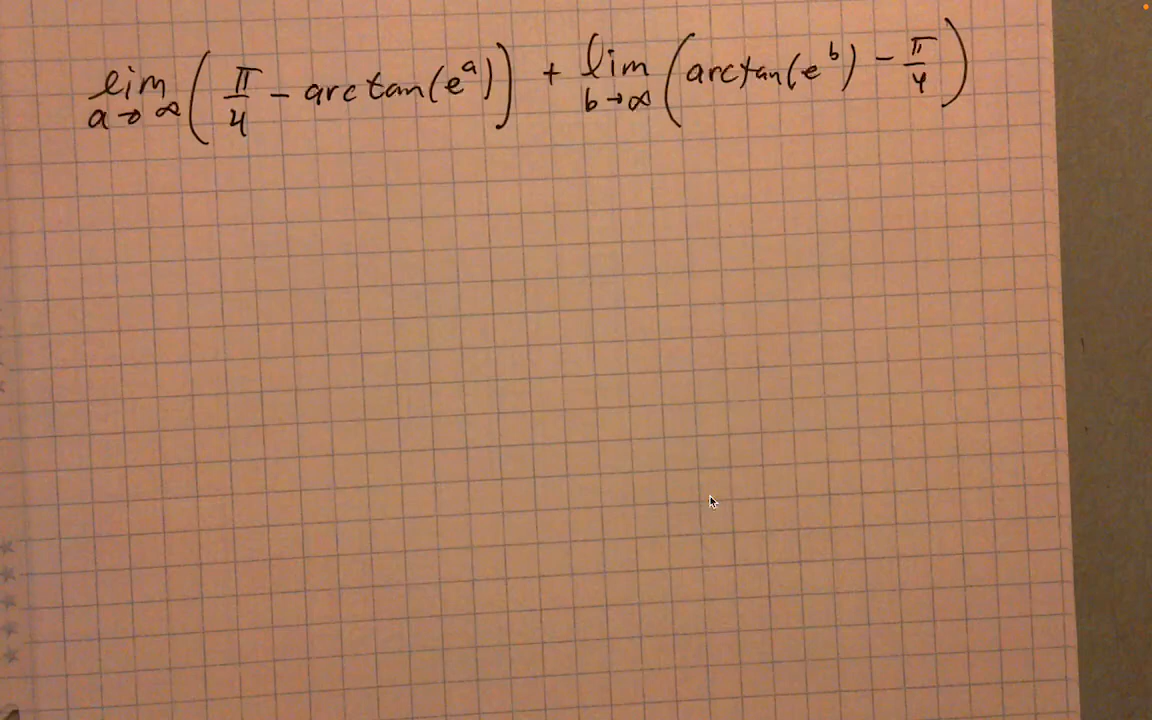 lim a→∞ (π/4 − arctan(e^a)) + lim b→∞ (arctan(e^b) − π/4)